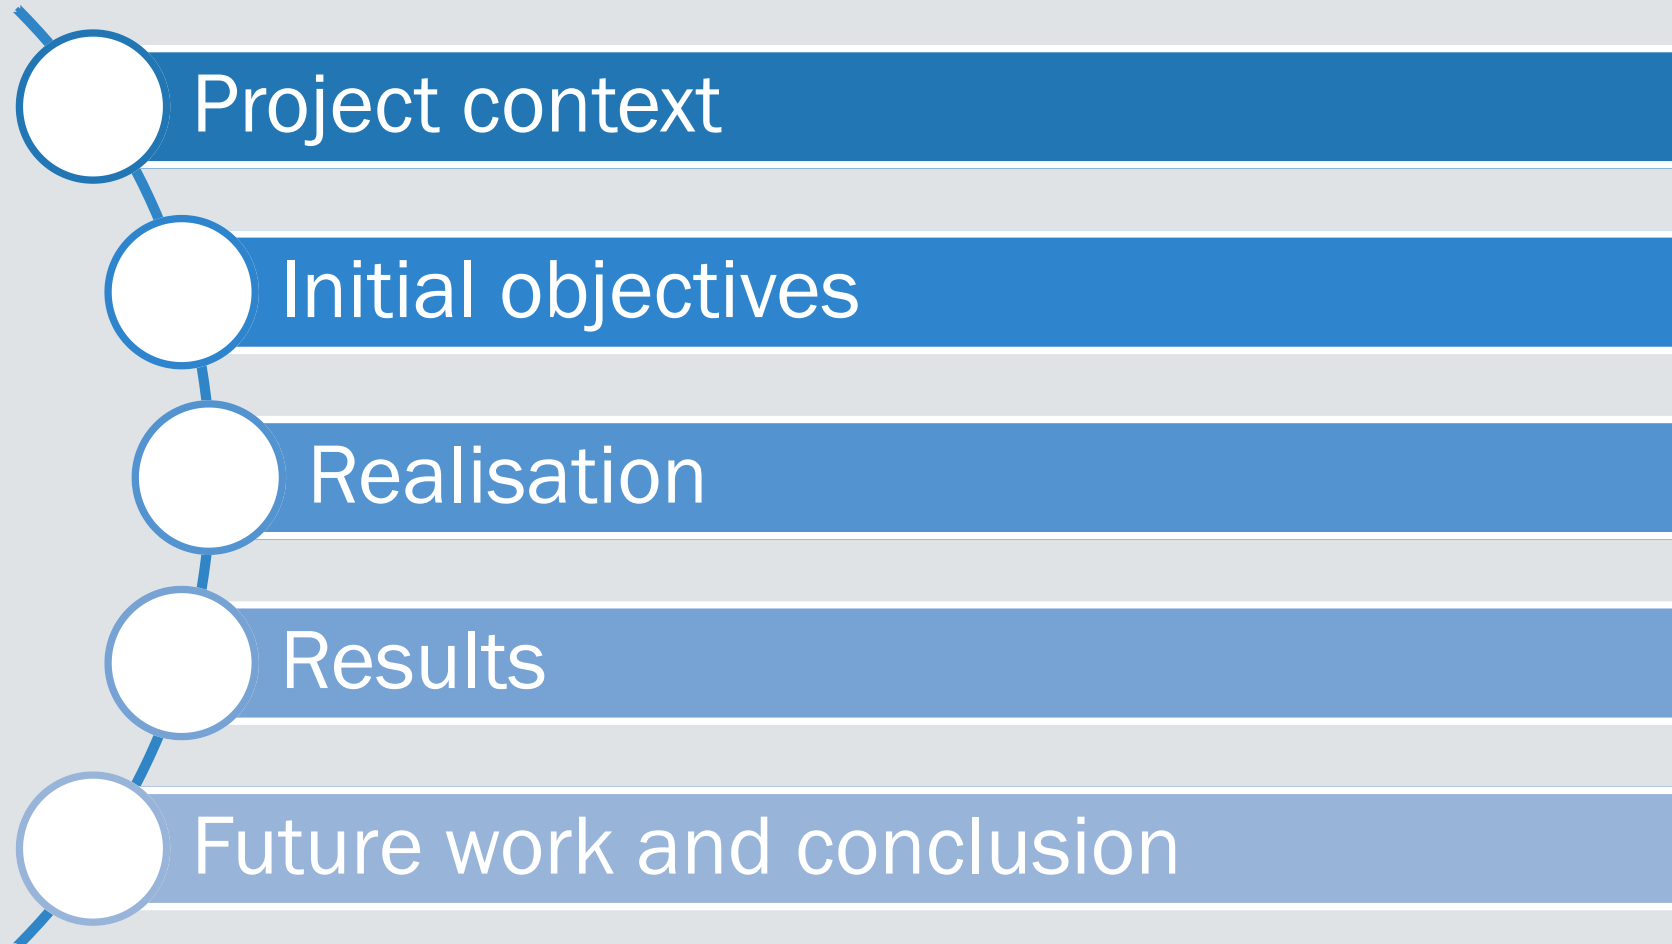 Project context
Initial objectives
Realisation
Results
Future work and conclusion